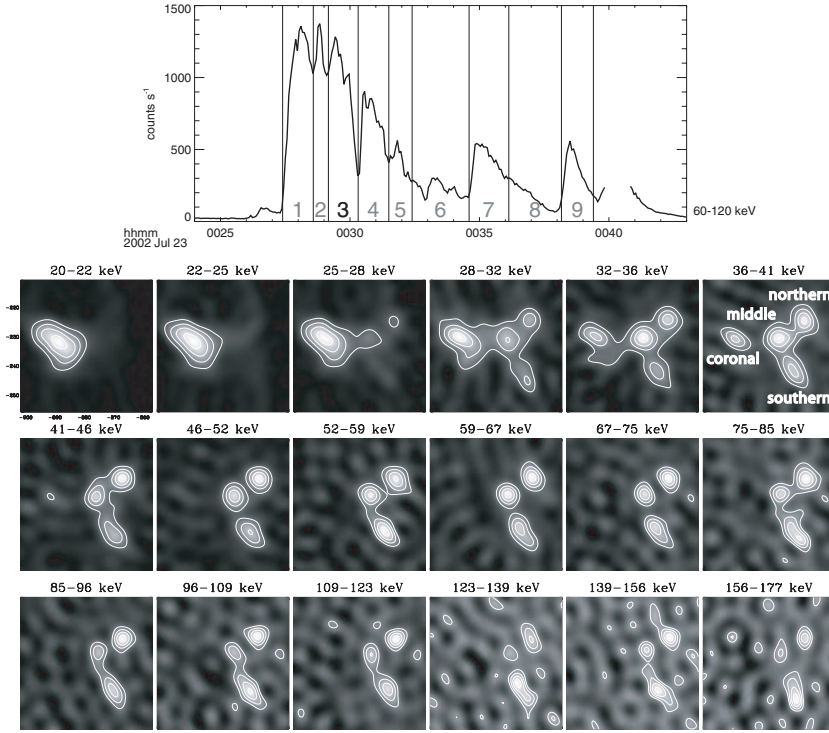 1500
1000
500
0
counts s⁻¹
1 2 3 4 5 6 7 8 9
60-120 keV
hhmm
2002 Jul 23
0025 0030 0035 0040
20-22 keV 22-25 keV 25-28 keV 28-32 keV 32-36 keV 36-41 keV
northern
middle
coronal
southern
41-46 keV 46-52 keV 52-59 keV 59-67 keV 67-75 keV 75-85 keV
85-96 keV 96-109 keV 109-123 keV 123-139 keV 139-156 keV 156-177 keV